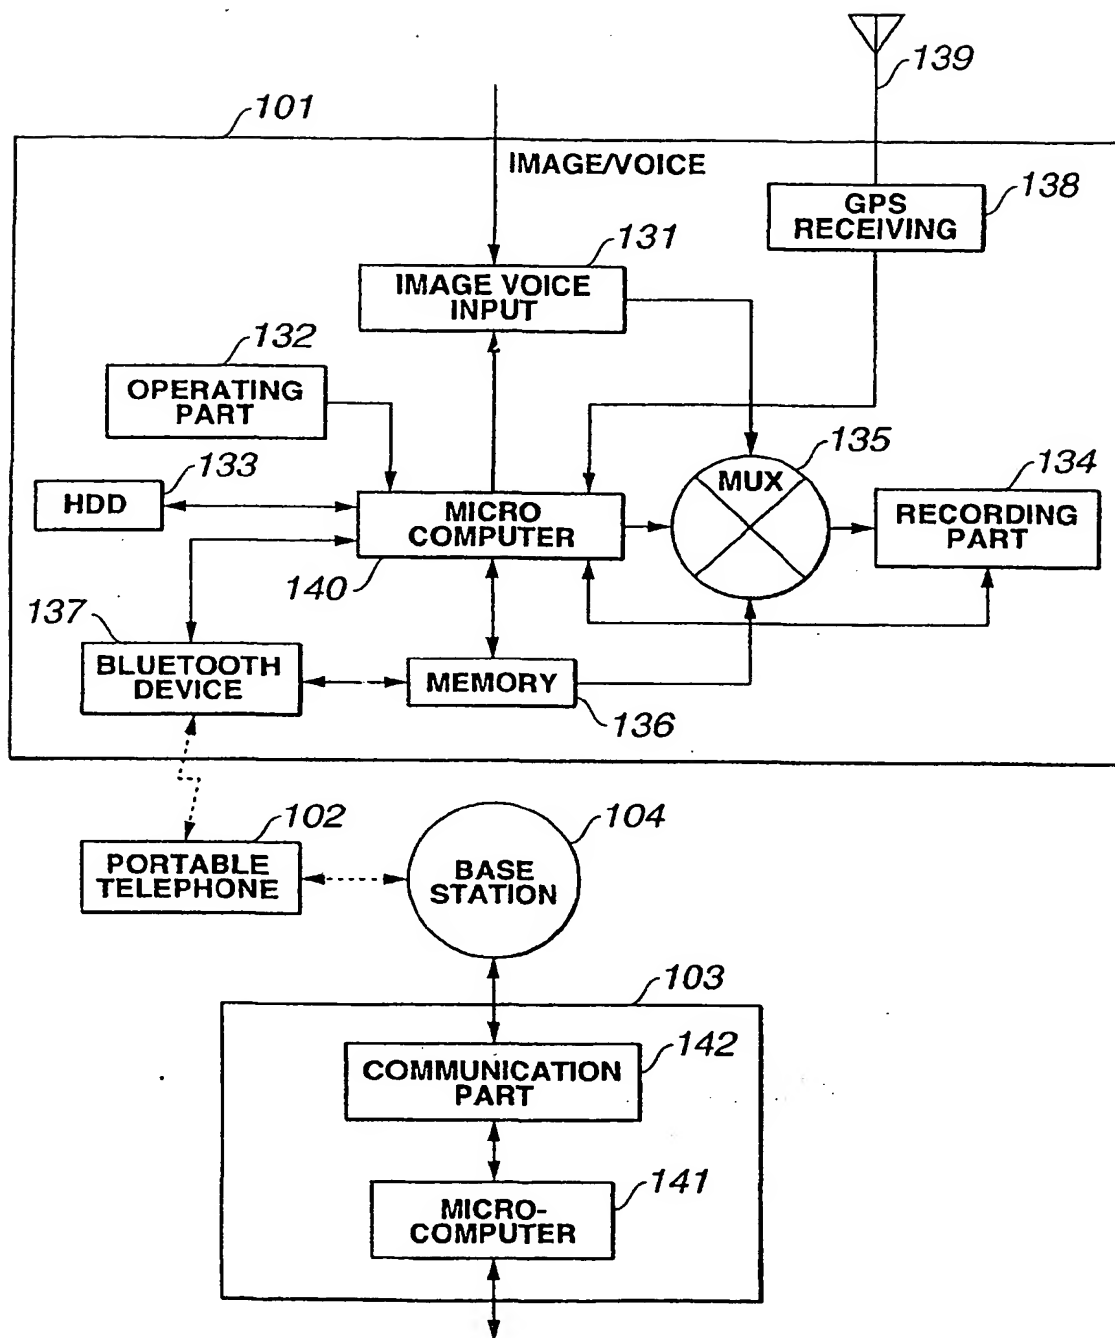 139
101
IMAGE/VOICE
138
GPS
RECEIVING
131
IMAGE VOICE
INPUT
132
OPERATING
PART
135
MUX
134
RECORDING
PART
133
HDD
MICRO
COMPUTER
140
137
BLUETOOTH
DEVICE
MEMORY
136
102
PORTABLE
TELEPHONE
104
BASE
STATION
103
142
COMMUNICATION
PART
141
MICRO-
COMPUTER